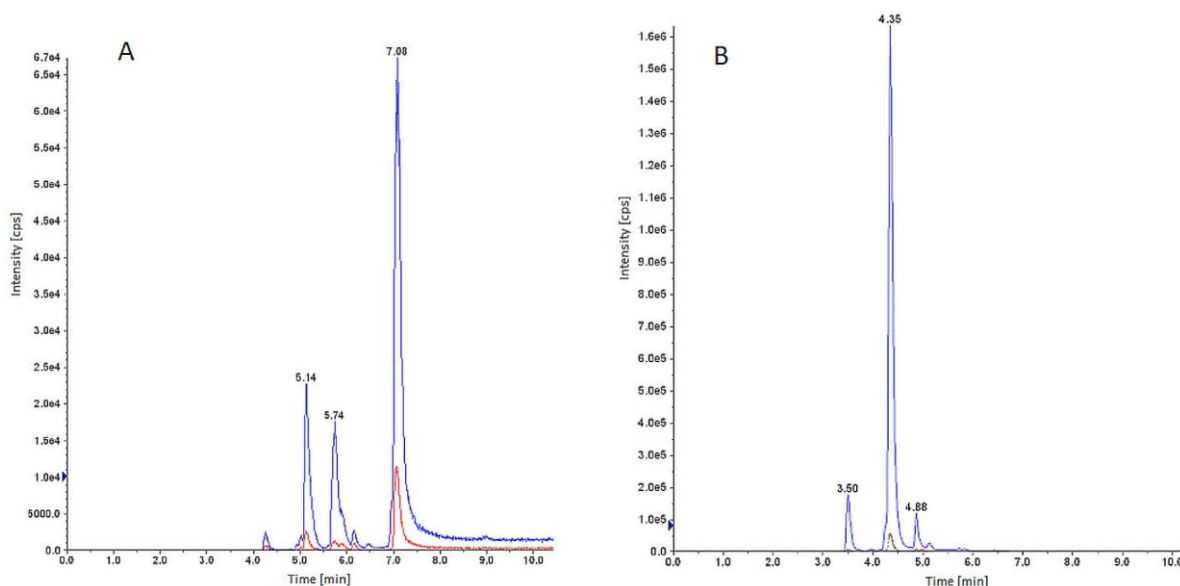 A
7.08
6.7e4
6.5e4
6.0e4
5.5e4
5.0e4
4.5e4
4.0e4
3.5e4
3.0e4
2.5e4
2.0e4
1.5e4
1.0e4
5000.0
0.0
5.14
5.74
Intensity [cps]
0.0 1.0 2.0 3.0 4.0 5.0 6.0 7.0 8.0 9.0 10.0
Time [min]
B
4.35
1.6e6
1.5e6
1.4e6
1.3e6
1.2e6
1.1e6
1.0e6
9.0e5
8.0e5
7.0e5
6.0e5
5.0e5
4.0e5
3.0e5
2.0e5
1.0e5
0.0
3.50
4.88
Intensity [cps]
0.0 1.0 2.0 3.0 4.0 5.0 6.0 7.0 8.0 9.0 10.0
Time [min]